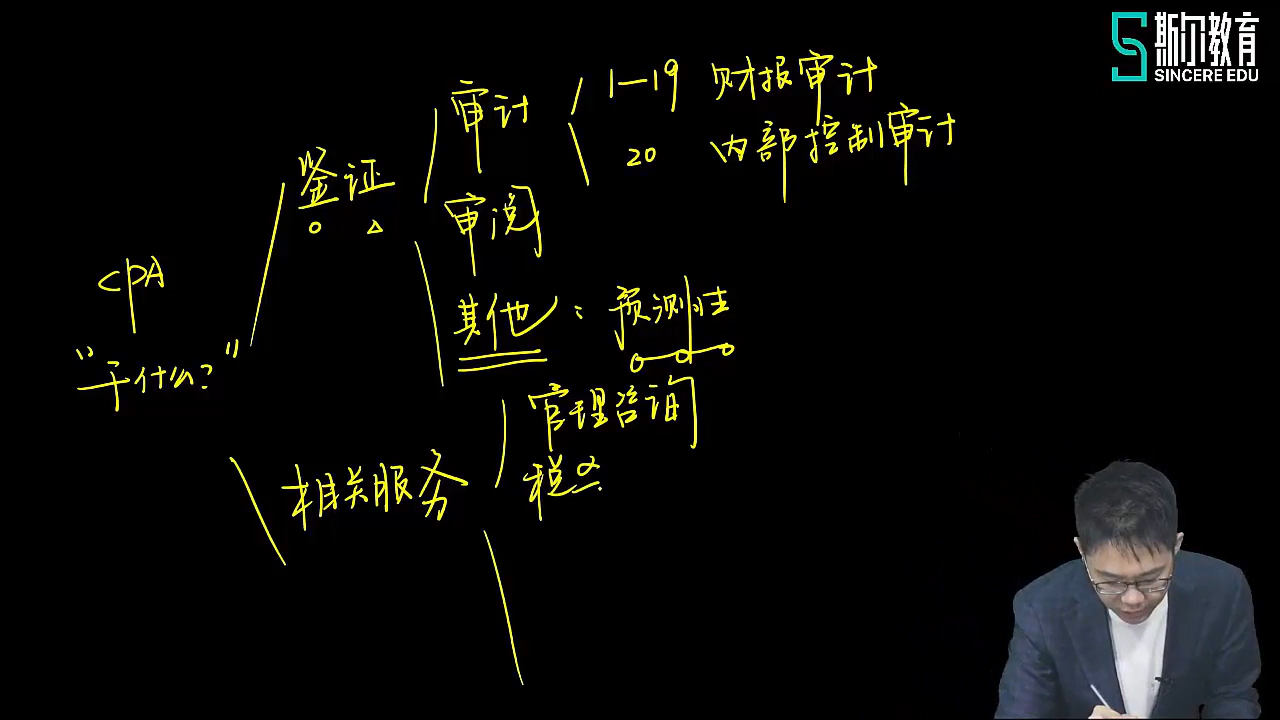 斯尔教育
SINCERE EDU
审计
1—19 财报审计
20 内部控制审计
鉴证
审阅
CPA
“干什么?”
其他：预测性
管理咨询
相关服务
税